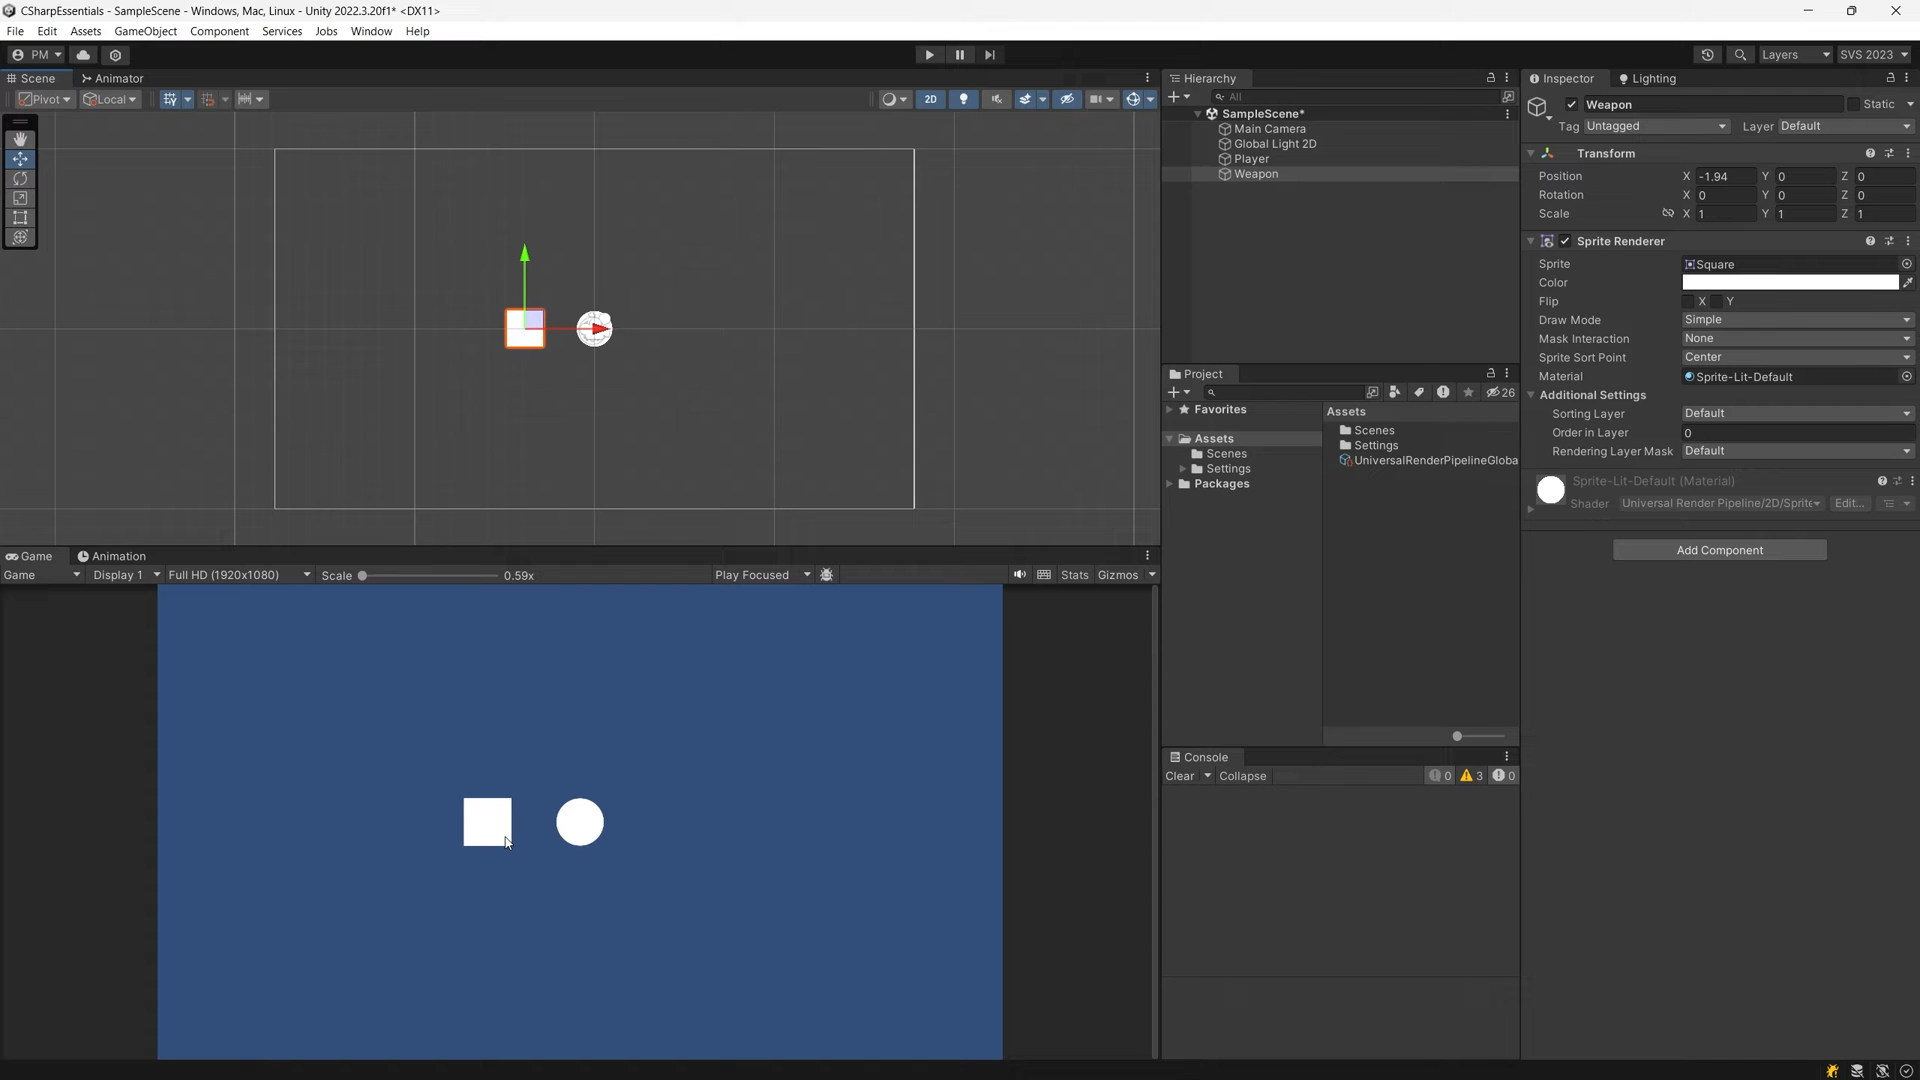 CSharpEssentials - SampleScene - Windows, Mac, Linux - Unity 2022.3.20f1* <DX11>
File Edit Assets GameObject Component Services Jobs Window Help
PM Layers SVS 2023
Scene Animator
Pivot Local 2D
Game Animation
Game Display 1 Full HD (1920x1080) Scale 0.59x Play Focused Stats Gizmos
Hierarchy
All
SampleScene*
Main Camera
Global Light 2D
Player
Weapon
Project
26
Favorites
Assets
Scenes
Settings
Packages
Assets
Scenes
Settings
UniversalRenderPipelineGloba
Console
Clear Collapse 0 3 0
Inspector Lighting
Weapon Static
Tag Untagged Layer Default
Transform
Position X -1.94 Y 0 Z 0
Rotation X 0 Y 0 Z 0
Scale X 1 Y 1 Z 1
Sprite Renderer
Sprite Square
Color
Flip X Y
Draw Mode Simple
Mask Interaction None
Sprite Sort Point Center
Material Sprite-Lit-Default
Additional Settings
Sorting Layer Default
Order in Layer 0
Rendering Layer Mask Default
Sprite-Lit-Default (Material)
Shader Universal Render Pipeline/2D/Sprite Edit...
Add Component